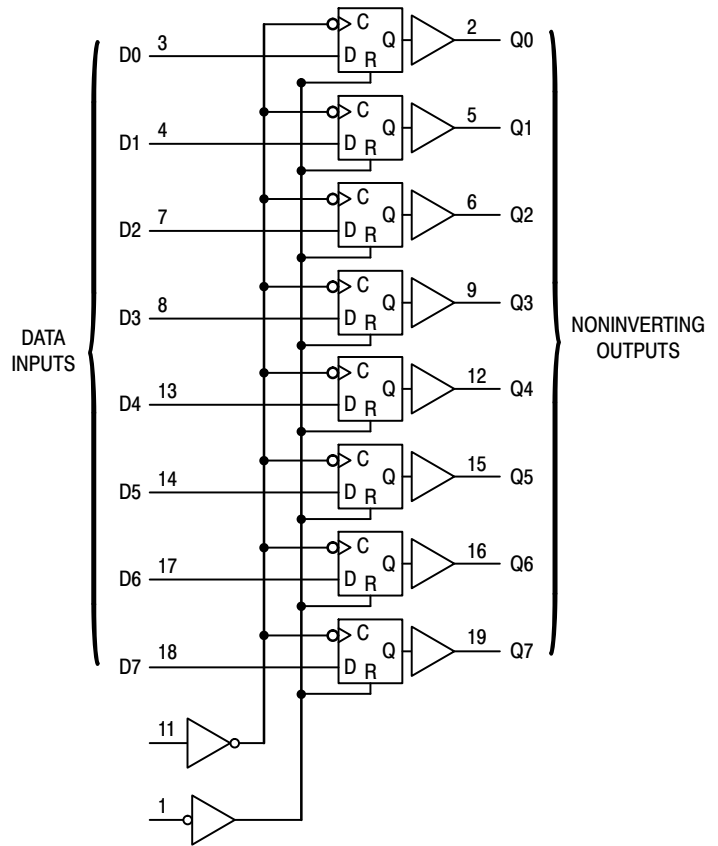 C
D0 3 D R Q 2 Q0
C
D1 4 D R Q 5 Q1
C
D2 7 D R Q 6 Q2
C
D3 8 D R Q 9 Q3
DATA
INPUTS
NONINVERTING
OUTPUTS
C
D4 13 D R Q 12 Q4
C
D5 14 D R Q 15 Q5
C
D6 17 D R Q 16 Q6
C
D7 18 D R Q 19 Q7
11
1